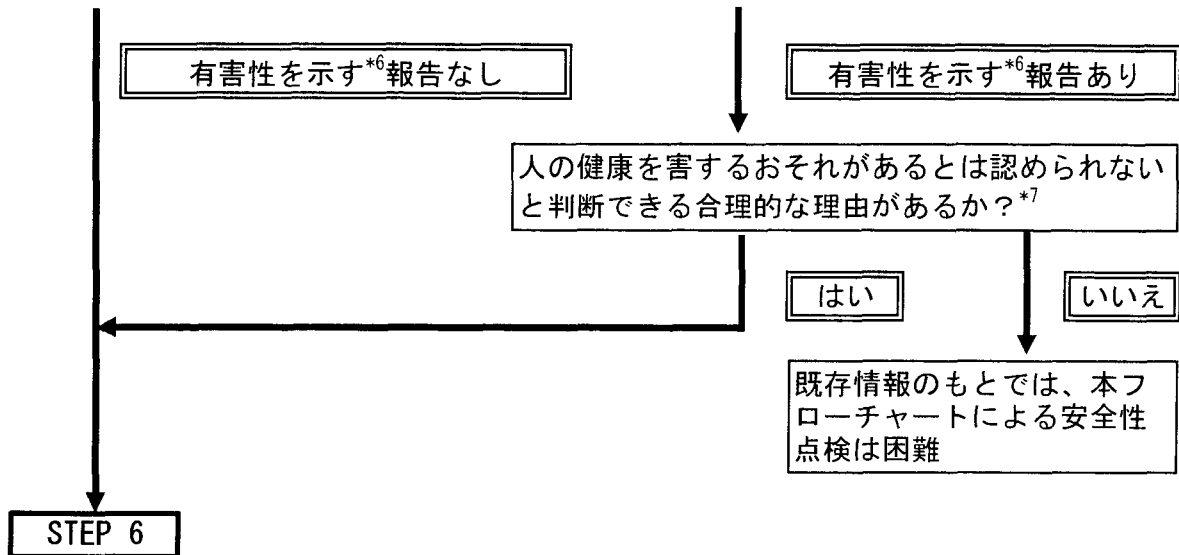 有害性を示す*6報告なし
有害性を示す*6報告あり
人の健康を害するおそれがあるとは認められない
と判断できる合理的な理由があるか？*7
はい
いいえ
既存情報のもとでは、本フ
ローチャートによる安全性
点検は困難
STEP 6